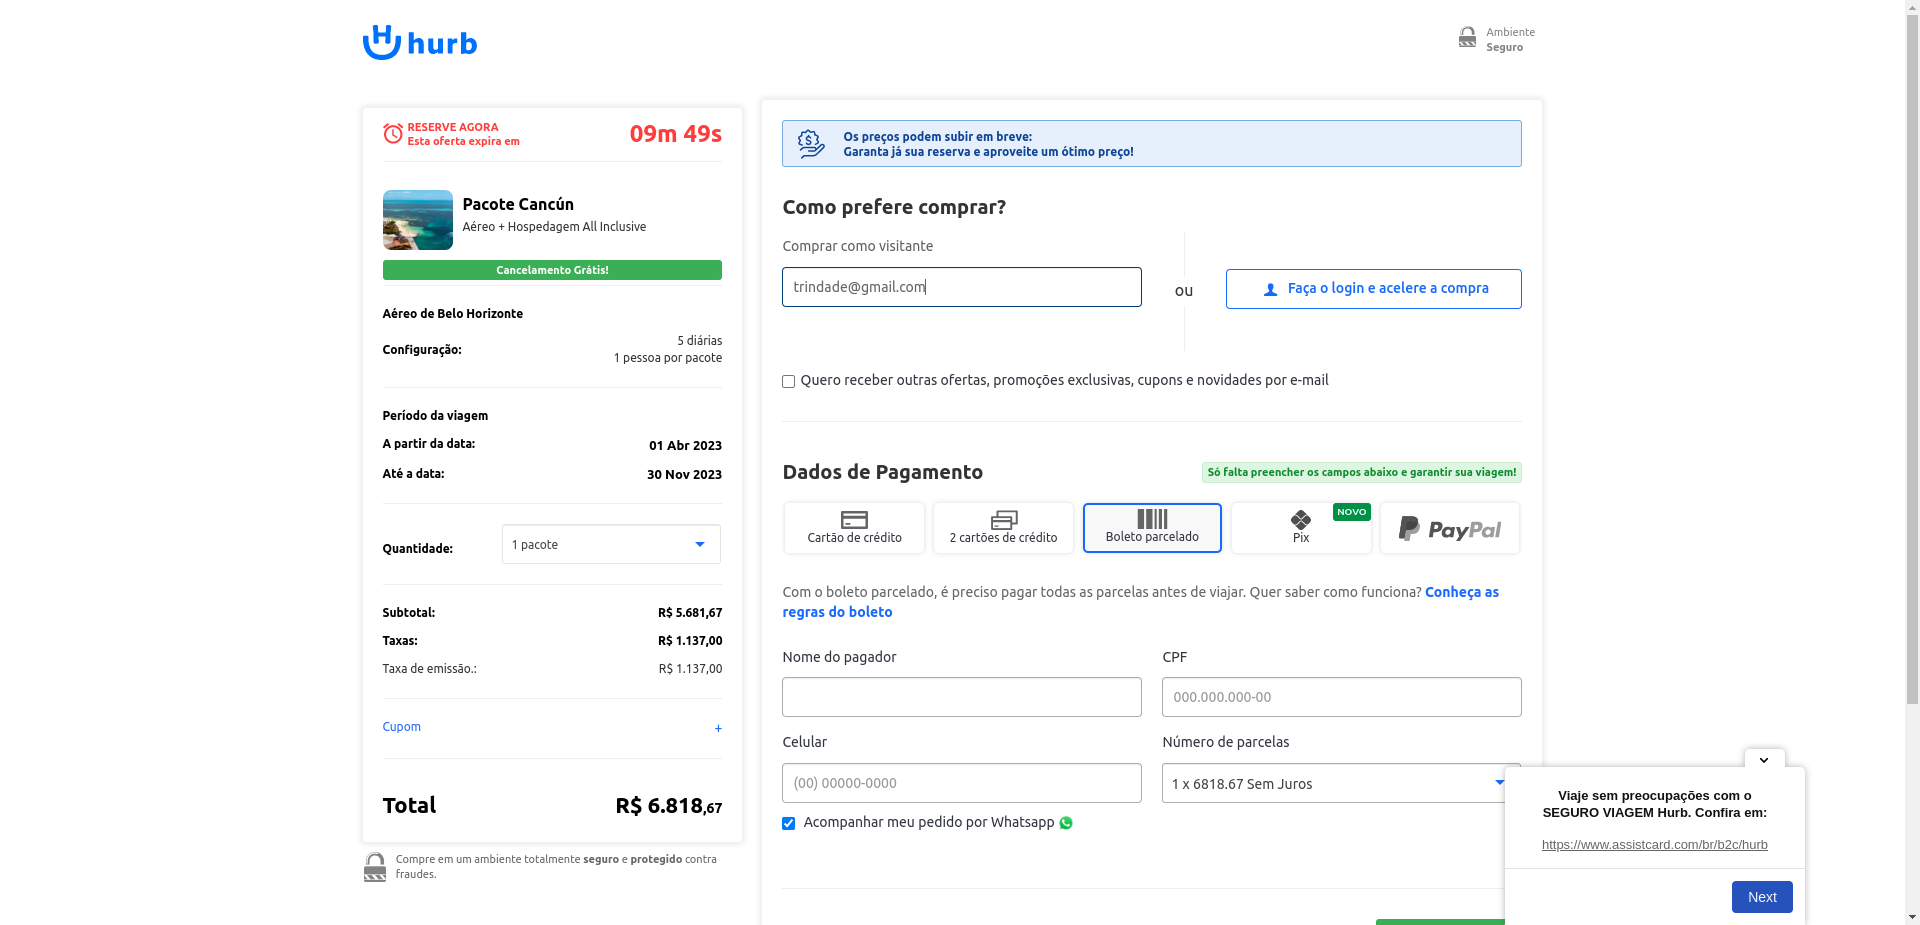 hurb
Ambiente
Seguro
RESERVE AGORA
Esta oferta expira em
09m 49s
Pacote Cancún
Aéreo + Hospedagem All Inclusive
Cancelamento Grátis!
Aéreo de Belo Horizonte
Configuração:
5 diárias
1 pessoa por pacote
Período da viagem
A partir da data:
01 Abr 2023
Até a data:
30 Nov 2023
Quantidade:
1 pacote
Subtotal:
R$ 5.681,67
Taxas:
R$ 1.137,00
Taxa de emissão.:
R$ 1.137,00
Cupom
+
Total
R$ 6.818,67
Compre em um ambiente totalmente seguro e protegido contra
fraudes.
Os preços podem subir em breve:
Garanta já sua reserva e aproveite um ótimo preço!
Como prefere comprar?
Comprar como visitante
trindade@gmail.com
ou
Faça o login e acelere a compra
Quero receber outras ofertas, promoções exclusivas, cupons e novidades por e-mail
Dados de Pagamento
Só falta preencher os campos abaixo e garantir sua viagem!
Cartão de crédito
2 cartões de crédito
Boleto parcelado
Pix
NOVO
PayPal
Com o boleto parcelado, é preciso pagar todas as parcelas antes de viajar. Quer saber como funciona? Conheça as
regras do boleto
Nome do pagador
CPF
000.000.000-00
Celular
Número de parcelas
(00) 00000-0000
1 x 6818.67 Sem Juros
Acompanhar meu pedido por Whatsapp
Viaje sem preocupações com o
SEGURO VIAGEM Hurb. Confira em:
https://www.assistcard.com/br/b2c/hurb
Next